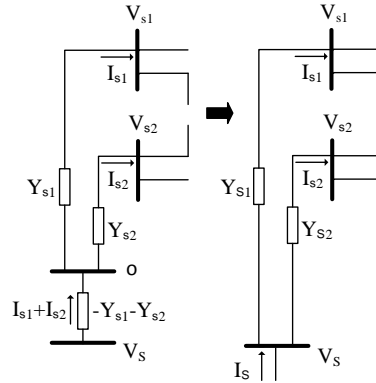 V_s1
V_s1
I_s1
I_s1
V_s2
V_s2
I_s2
I_s2
Y_s1
Y_S1
Y_s2
Y_S2
o
I_s1+I_s2
-Y_s1-Y_s2
V_S
I_S
V_S